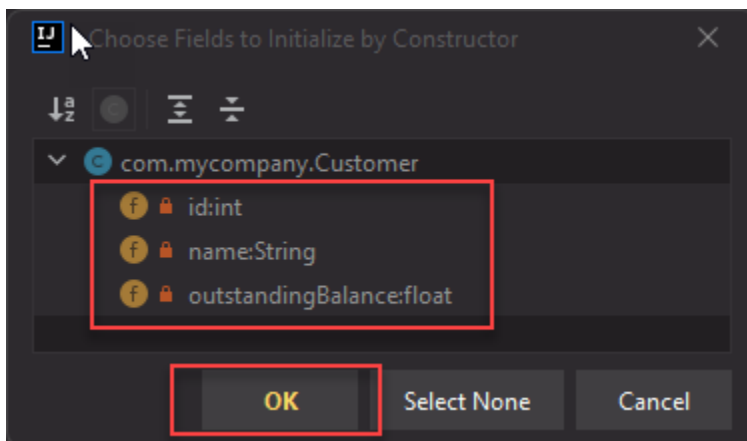 IJ Choose Fields to Initialize by Constructor
com.mycompany.Customer
id:int
name:String
outstandingBalance:float
OK Select None Cancel